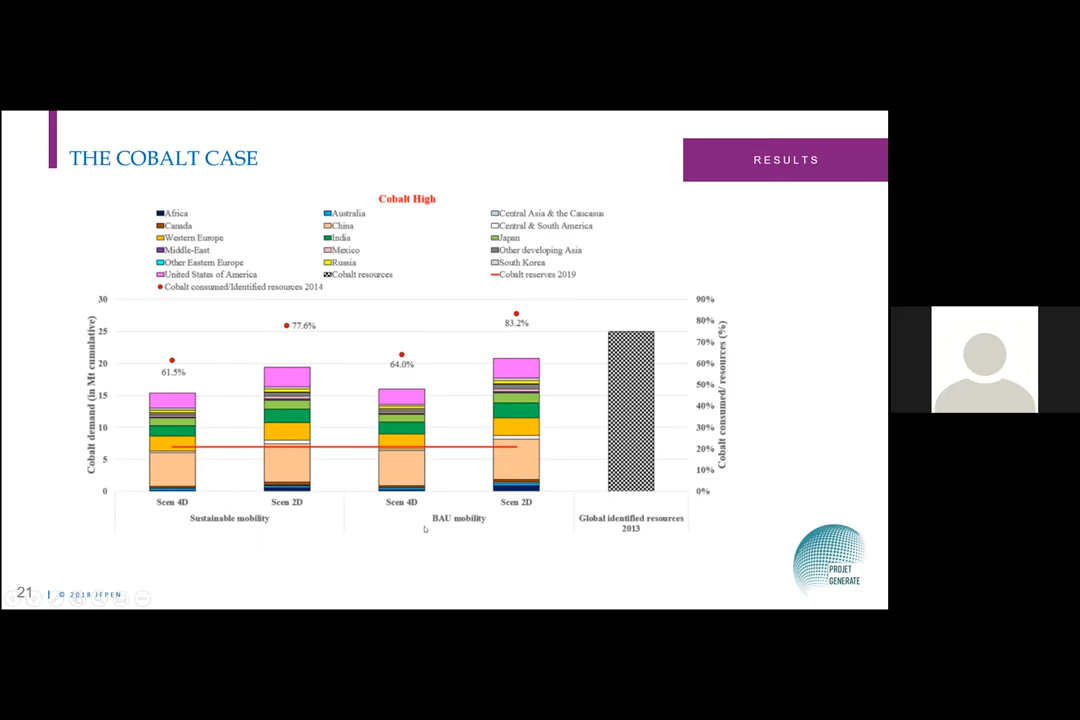 THE COBALT CASE
RESULTS
Cobalt High
Africa Australia Central Asia & the Caucasus
Canada China Central & South America
Western Europe India Japan
Middle-East Mexico Other developing Asia
Other Eastern Europe Russia South Korea
United States of America Cobalt resources Cobalt reserves 2019
Cobalt consumed/Identified resources 2014
Cobalt demand (in Mt cumulative)
30
25
20
15
10
5
0
61.5%
77.6%
64.0%
83.2%
90%
80%
70%
60%
50%
40%
30%
20%
10%
0%
Cobalt consumed/ resources (%)
Scen 4D Scen 2D Scen 4D Scen 2D
Sustainable mobility BAU mobility Global identified resources
2013
PROJET
GENERATE
21 | © 2018 IFPEN